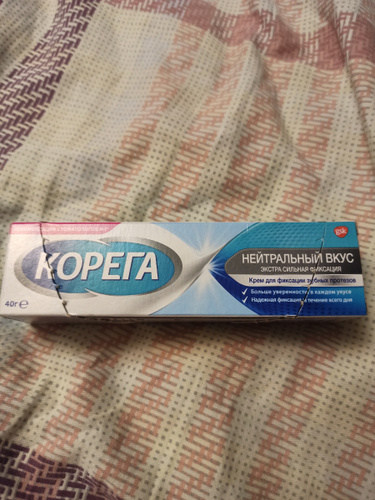 КОРЕГА
40г℮
gsk
НЕЙТРАЛЬНЫЙ ВКУС
ЭКСТРА СИЛЬНАЯ ФИКСАЦИЯ
Крем для фиксации зубных протезов
Больше уверенности в каждом укусе
Надежная фиксация в течение всего дня